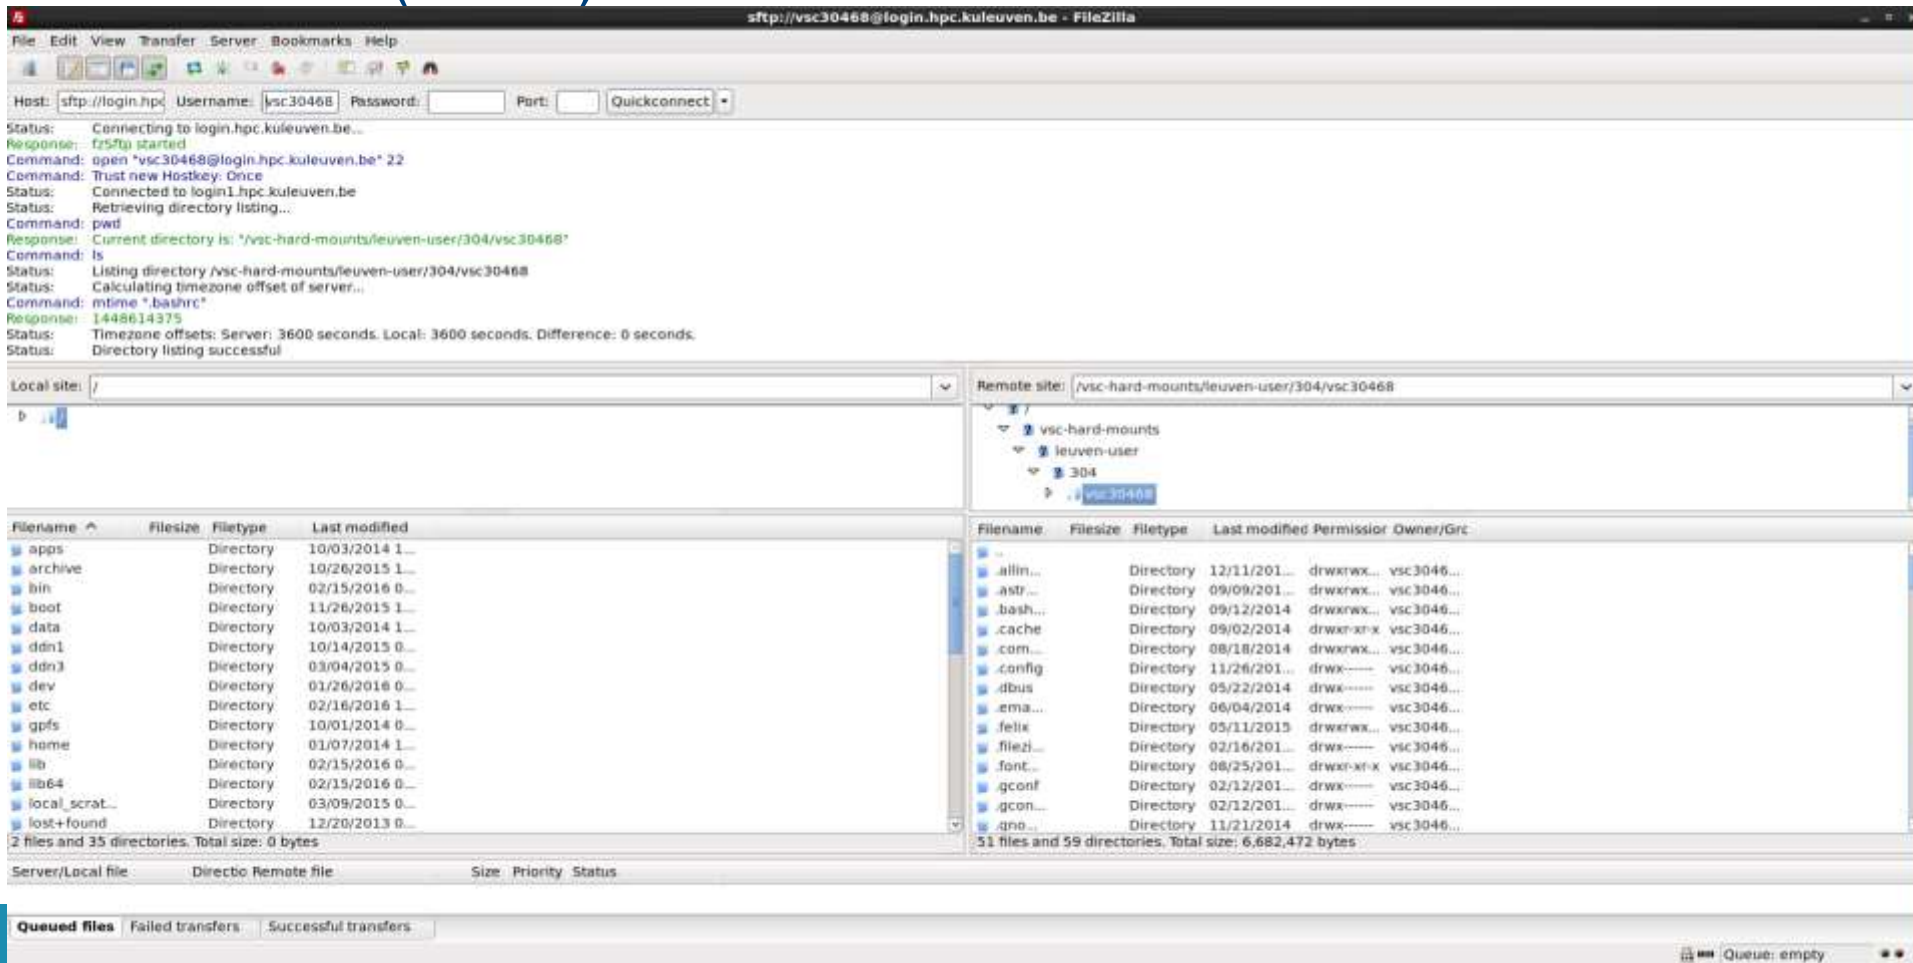 sftp://vsc30468@login.hpc.kuleuven.be - FileZilla
File Edit View Transfer Server Bookmarks Help
Host: sftp://login.hpc Username: vsc30468 Password: Port: Quickconnect
Status: Connecting to login.hpc.kuleuven.be...
Response: fzSftp started
Command: open "vsc30468@login.hpc.kuleuven.be" 22
Command: Trust new Hostkey: Once
Status: Connected to login1.hpc.kuleuven.be
Status: Retrieving directory listing...
Command: pwd
Response: Current directory is: "/vsc-hard-mounts/leuven-user/304/vsc30468"
Command: ls
Status: Listing directory /vsc-hard-mounts/leuven-user/304/vsc30468
Status: Calculating timezone offset of server...
Command: mtime ".bashrc"
Response: 1448614375
Status: Timezone offsets: Server: 3600 seconds. Local: 3600 seconds. Difference: 0 seconds.
Status: Directory listing successful
Local site: /
/
Remote site: /vsc-hard-mounts/leuven-user/304/vsc30468
/
vsc-hard-mounts
leuven-user
304
vsc30468
Filename Filesize Filetype Last modified
apps Directory 10/03/2014 1...
archive Directory 10/26/2015 1...
bin Directory 02/15/2016 0...
boot Directory 11/26/2015 1...
data Directory 10/03/2014 1...
ddn1 Directory 10/14/2015 0...
ddn3 Directory 03/04/2015 0...
dev Directory 01/26/2016 0...
etc Directory 02/16/2016 1...
gpfs Directory 10/01/2014 0...
home Directory 01/07/2014 1...
lib Directory 02/15/2016 0...
lib64 Directory 02/15/2016 0...
local_scrat... Directory 03/09/2015 0...
lost+found Directory 12/20/2013 0...
2 files and 35 directories. Total size: 0 bytes
Filename Filesize Filetype Last modified Permission Owner/Grc
..
.allin... Directory 12/11/201... drwxrwx... vsc3046...
.astr... Directory 09/09/201... drwxrwx... vsc3046...
.bash... Directory 09/12/2014 drwxrwx... vsc3046...
.cache Directory 09/02/2014 drwxr-xr-x vsc3046...
.com... Directory 08/18/2014 drwxrwx... vsc3046...
.config Directory 11/26/201... drwx------ vsc3046...
.dbus Directory 05/22/2014 drwx------ vsc3046...
.ema... Directory 06/04/2014 drwx------ vsc3046...
.felix Directory 05/11/2015 drwxrwx... vsc3046...
.filezi... Directory 02/16/201... drwx------ vsc3046...
.font... Directory 08/25/201... drwxr-xr-x vsc3046...
.gconf Directory 02/12/201... drwx------ vsc3046...
.gcon... Directory 02/12/201... drwx------ vsc3046...
.gno... Directory 11/21/2014 drwx------ vsc3046...
51 files and 59 directories. Total size: 6,682,472 bytes
Server/Local file Directio Remote file Size Priority Status
Queued files Failed transfers Successful transfers
Queue: empty